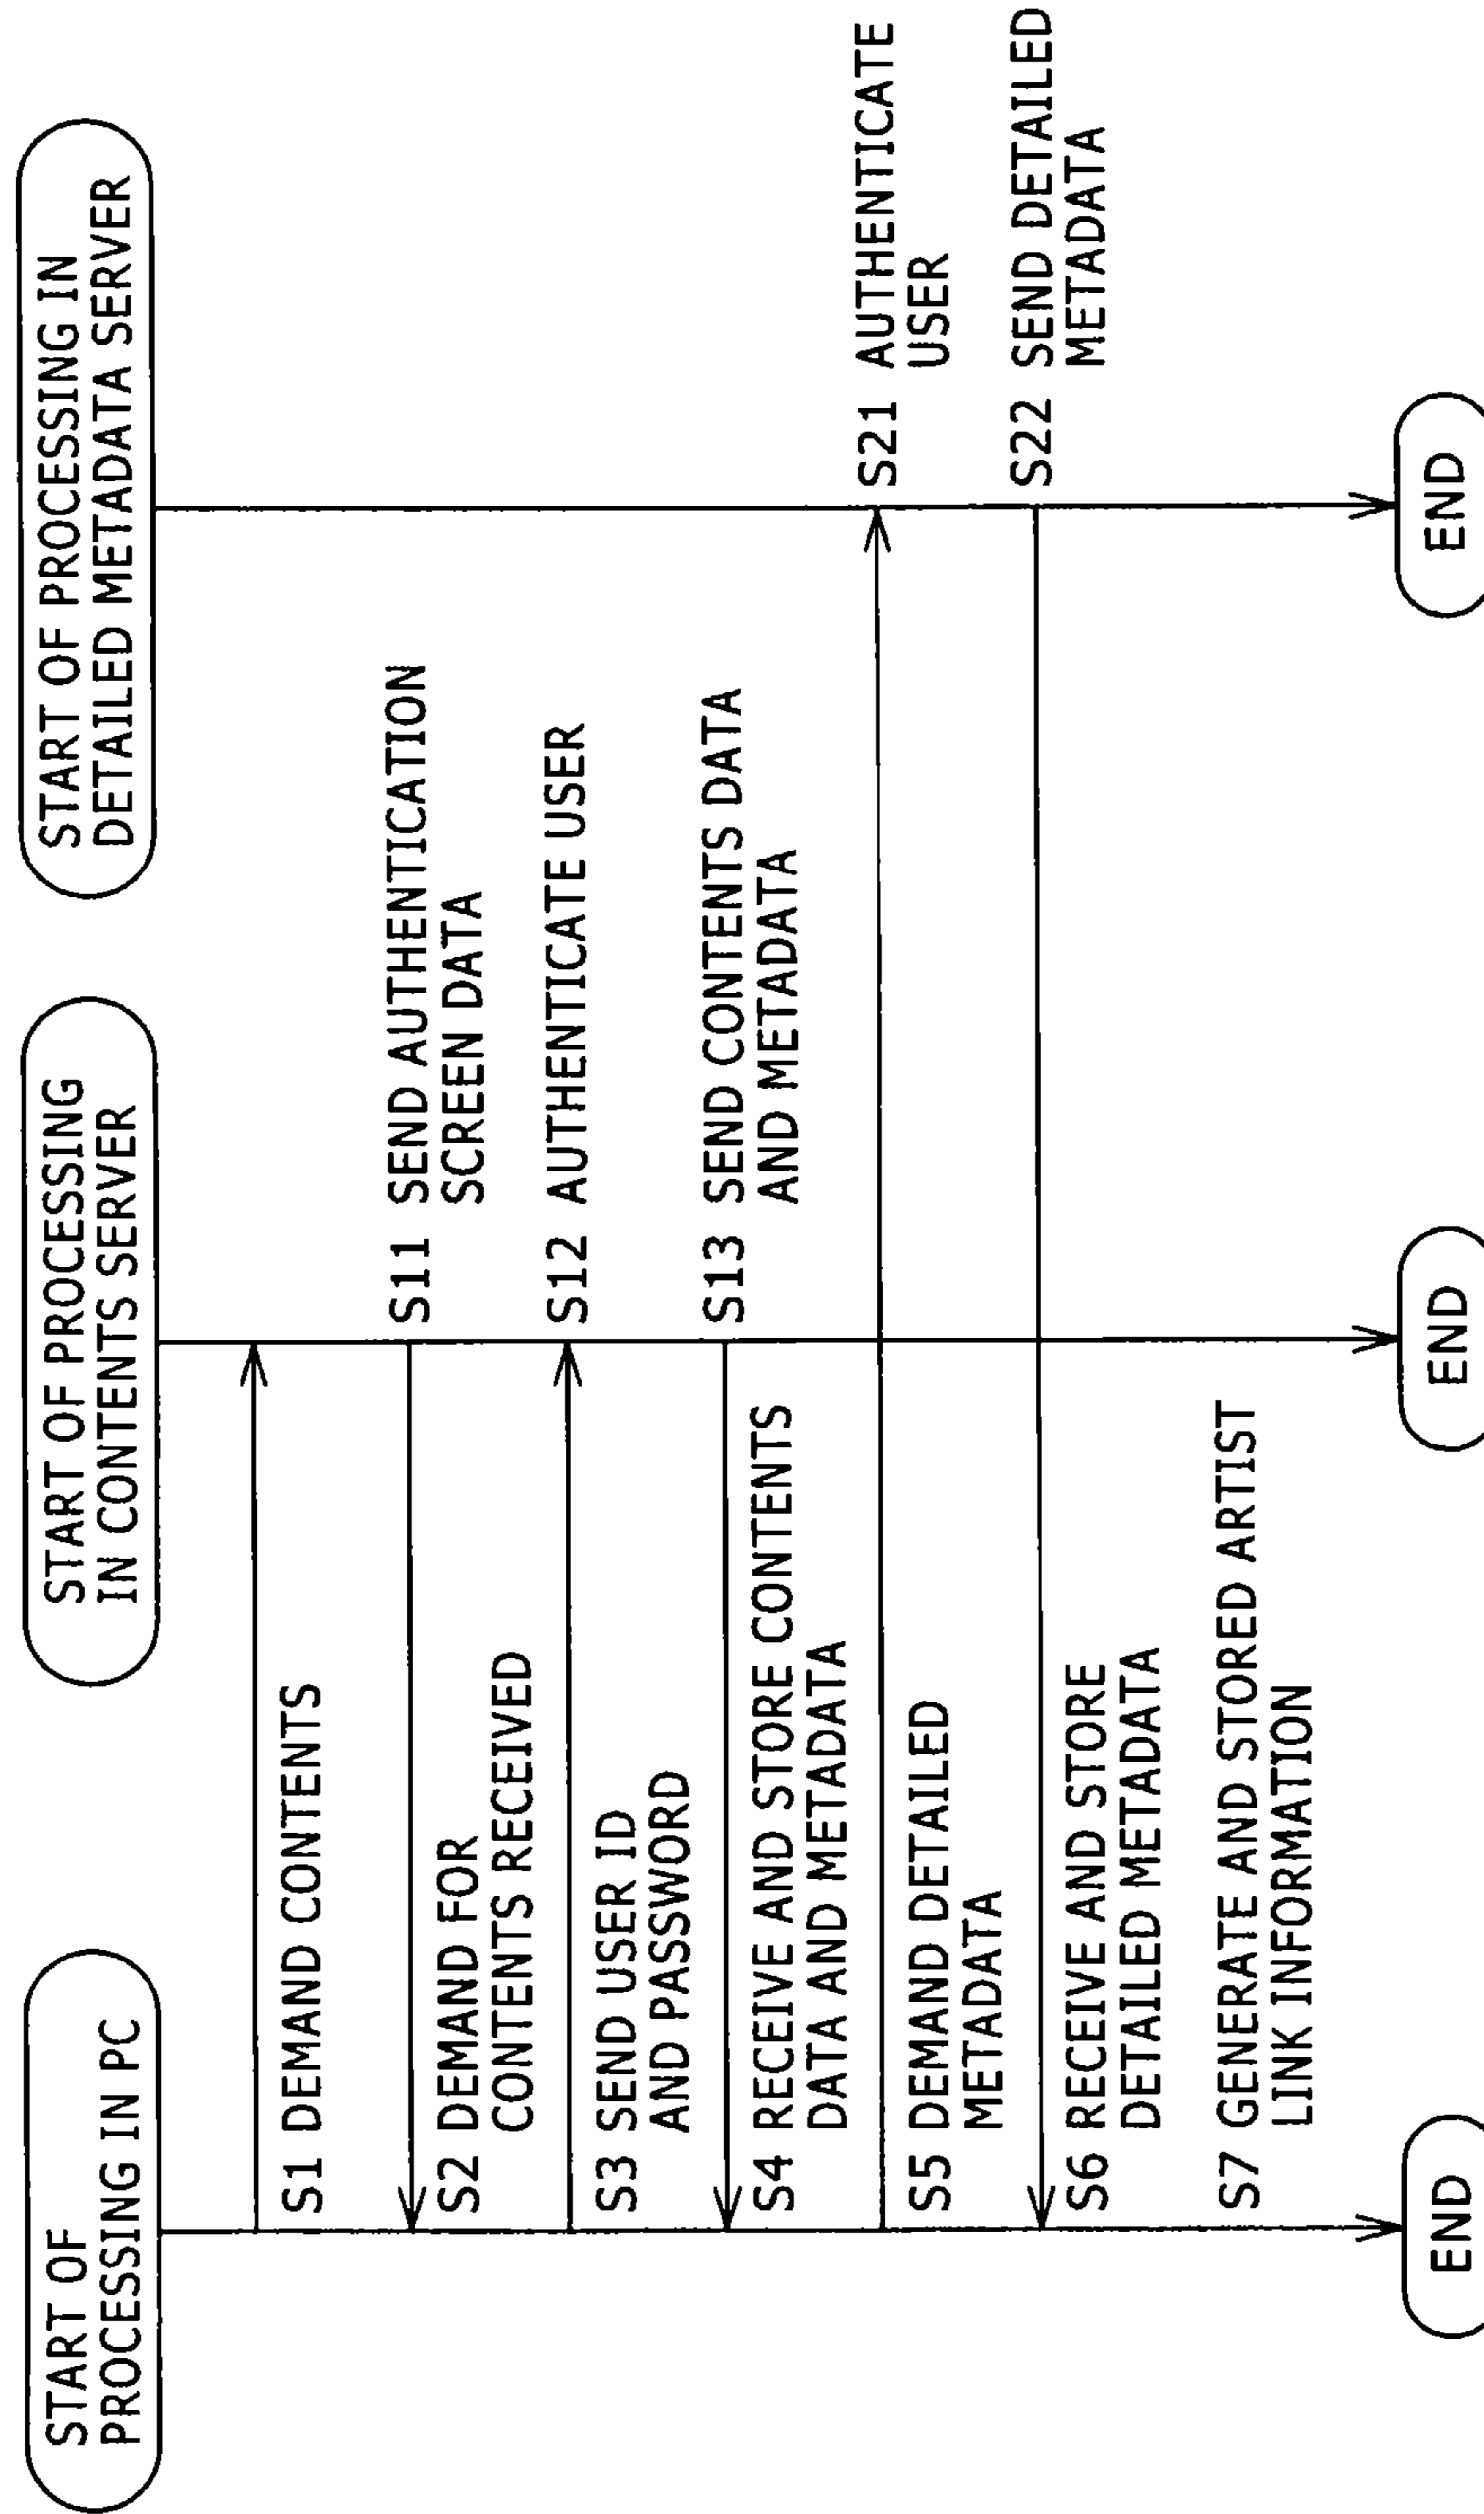 START OF
PROCESSING IN PC
START OF PROCESSING
IN CONTENTS SERVER
START OF PROCESSING IN
DETAILED METADATA SERVER
S1 DEMAND CONTENTS
S11 SEND AUTHENTICATION
SCREEN DATA
S2 DEMAND FOR
CONTENTS RECEIVED
S12 AUTHENTICATE USER
S3 SEND USER ID
AND PASSWORD
S13 SEND CONTENTS DATA
AND METADATA
S4 RECEIVE AND STORE CONTENTS
DATA AND METADATA
S21 AUTHENTICATE
USER
S5 DEMAND DETAILED
METADATA
S22 SEND DETAILED
METADATA
S6 RECEIVE AND STORE
DETAILED METADATA
S7 GENERATE AND STORED ARTIST
LINK INFORMATION
END
END
END